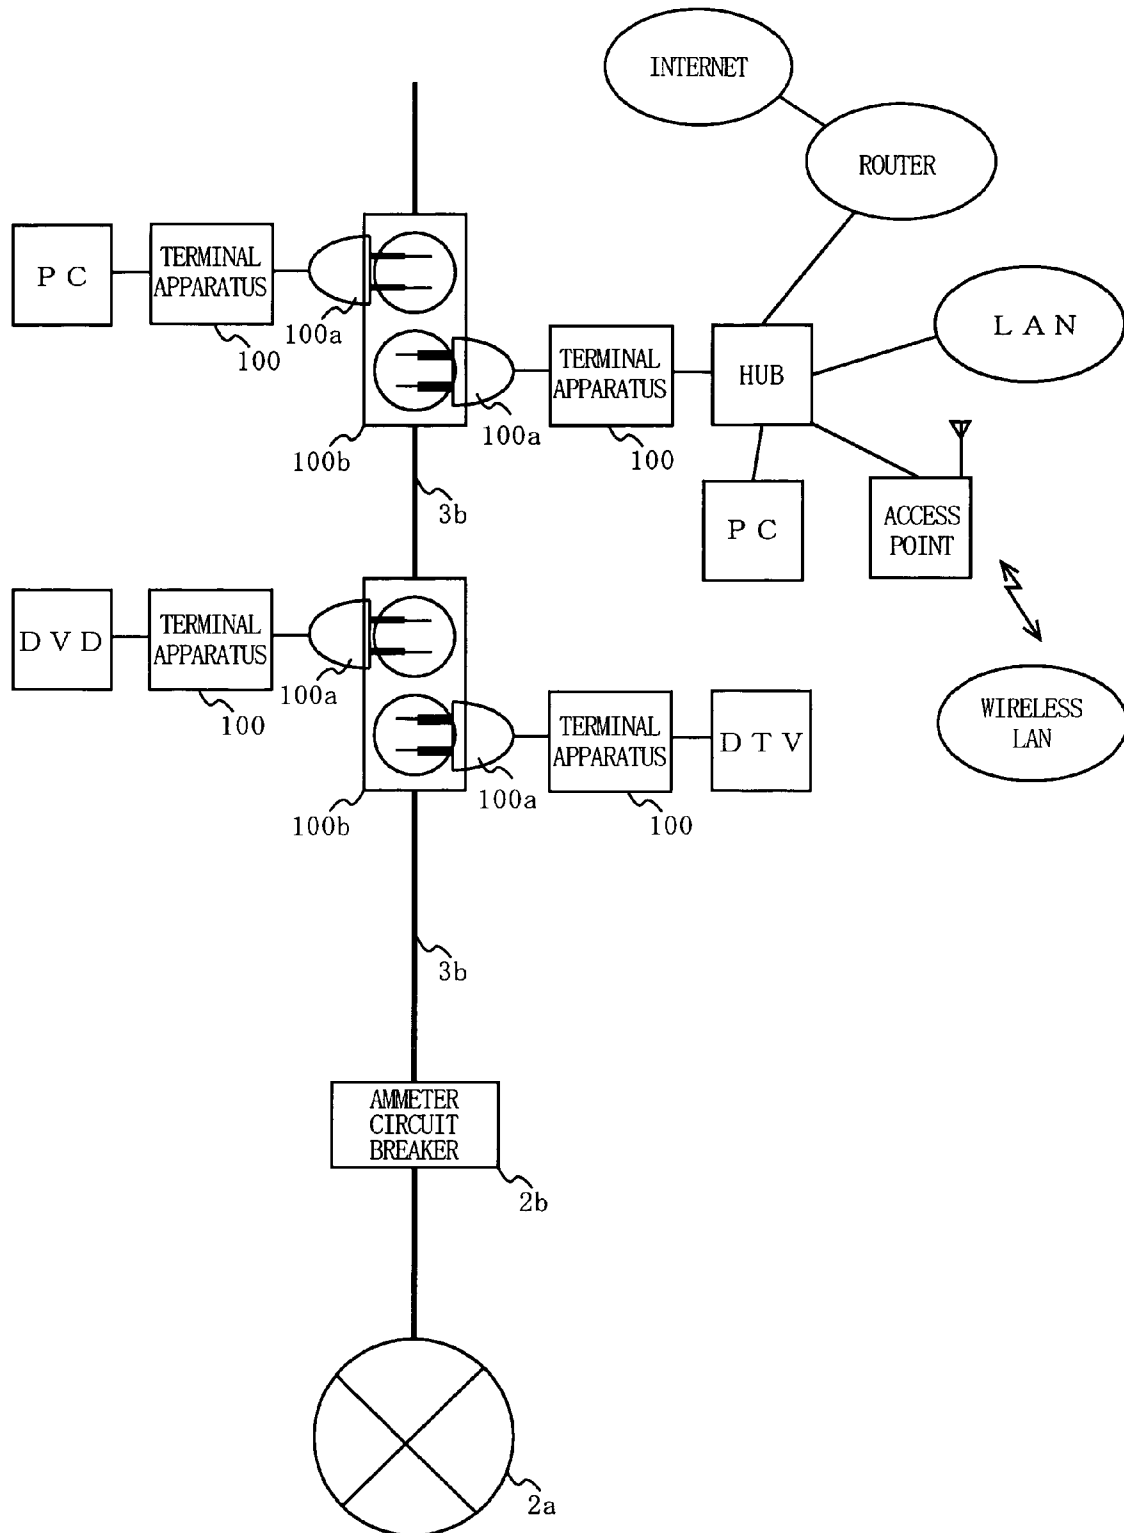 INTERNET
ROUTER
P C
TERMINAL
APPARATUS
100a
100
TERMINAL
APPARATUS
HUB
L A N
100a
100
100b
3b
P C
ACCESS
POINT
D V D
TERMINAL
APPARATUS
100a
100
TERMINAL
APPARATUS
D T V
WIRELESS
LAN
100a
100
100b
3b
AMMETER
CIRCUIT
BREAKER
2b
2a